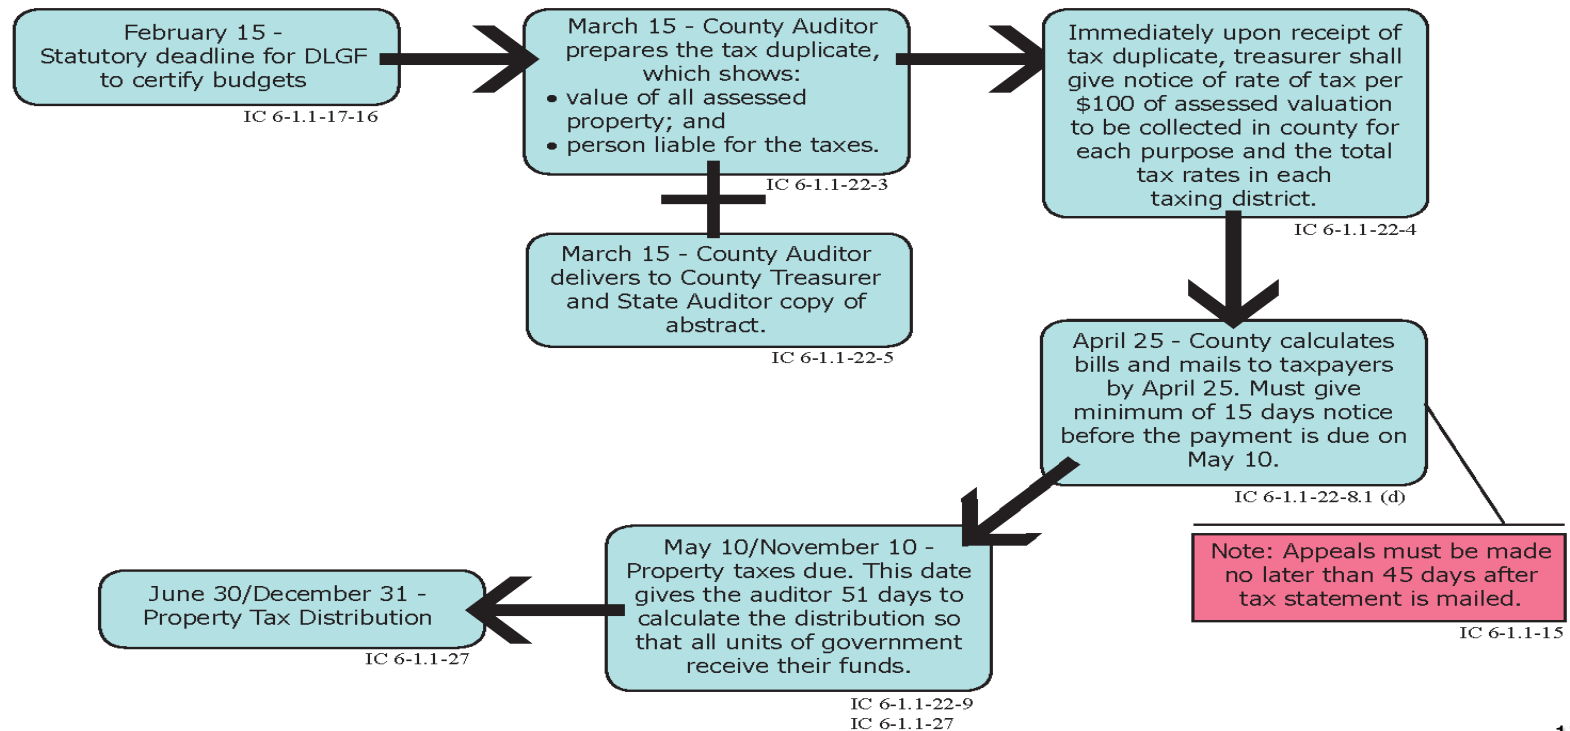 February 15 -
Statutory deadline for DLGF
to certify budgets
IC 6-1.1-17-16
March 15 - County Auditor
prepares the tax duplicate,
which shows:
• value of all assessed
property; and
• person liable for the taxes.
IC 6-1.1-22-3
March 15 - County Auditor
delivers to County Treasurer
and State Auditor copy of
abstract.
IC 6-1.1-22-5
Immediately upon receipt of
tax duplicate, treasurer shall
give notice of rate of tax per
$100 of assessed valuation
to be collected in county for
each purpose and the total
tax rates in each
taxing district.
IC 6-1.1-22-4
April 25 - County calculates
bills and mails to taxpayers
by April 25. Must give
minimum of 15 days notice
before the payment is due on
May 10.
IC 6-1.1-22-8.1 (d)
Note: Appeals must be made
no later than 45 days after
tax statement is mailed.
IC 6-1.1-15
May 10/November 10 -
Property taxes due. This date
gives the auditor 51 days to
calculate the distribution so
that all units of government
receive their funds.
IC 6-1.1-22-9
IC 6-1.1-27
June 30/December 31 -
Property Tax Distribution
IC 6-1.1-27